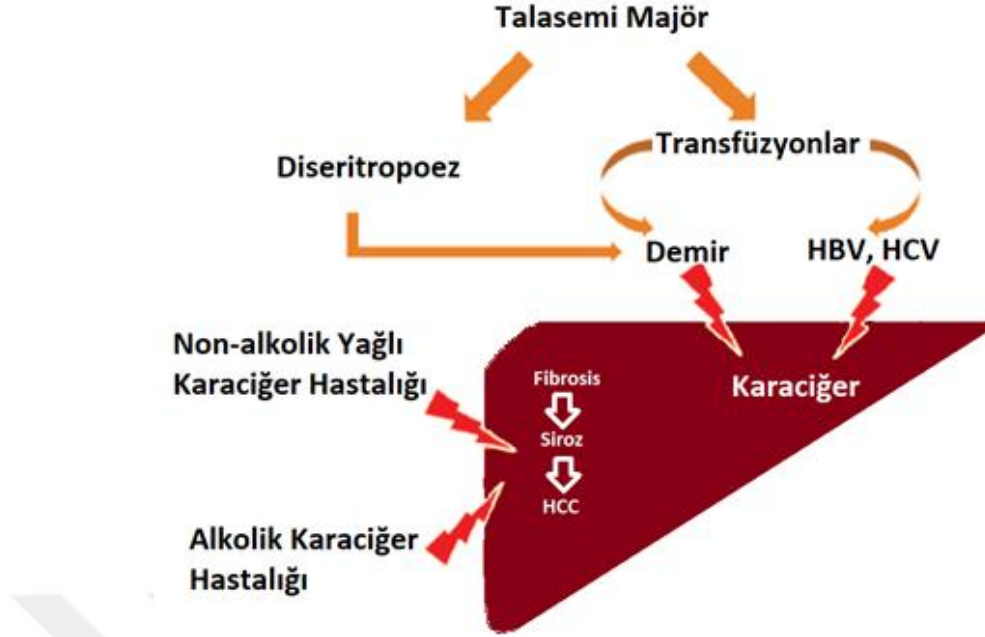 Talasemi Majör
Transfüzyonlar
Diseritropoez
Demir
HBV, HCV
Non-alkolik Yağlı
Karaciğer Hastalığı
Fibrosis
Karaciğer
Siroz
HCC
Alkolik Karaciğer
Hastalığı